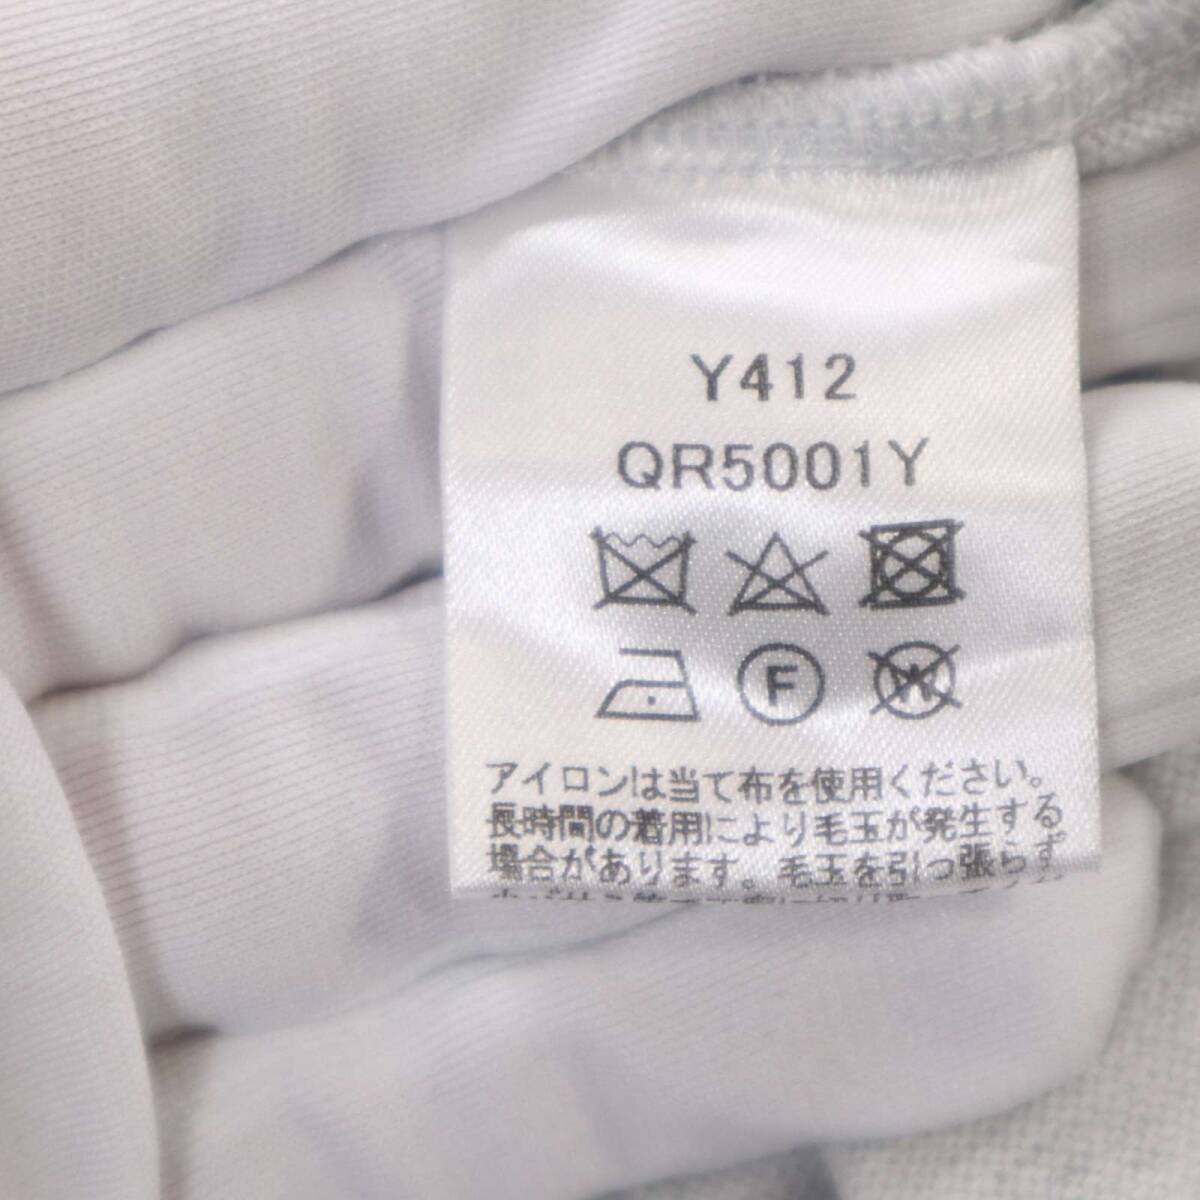 Y412
QR5001Y
F
W
アイロンは当て布を使用ください。
長時間の着用により毛玉が発生する
場合があります。毛玉を引っ張らず